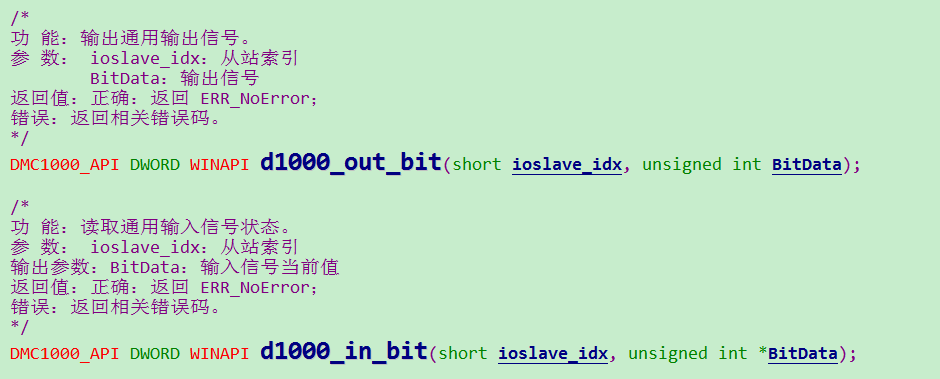 /*
功 能：输出通用输出信号。
参 数： ioslave_idx：从站索引
BitData：输出信号
返回值：正确：返回 ERR_NoError；
错误：返回相关错误码。
*/
DMC1000_API DWORD WINAPI d1000_out_bit(short ioslave_idx, unsigned int BitData);
/*
功 能：读取通用输入信号状态。
参 数： ioslave_idx：从站索引
输出参数：BitData：输入信号当前值
返回值：正确：返回 ERR_NoError；
错误：返回相关错误码。
*/
DMC1000_API DWORD WINAPI d1000_in_bit(short ioslave_idx, unsigned int *BitData);